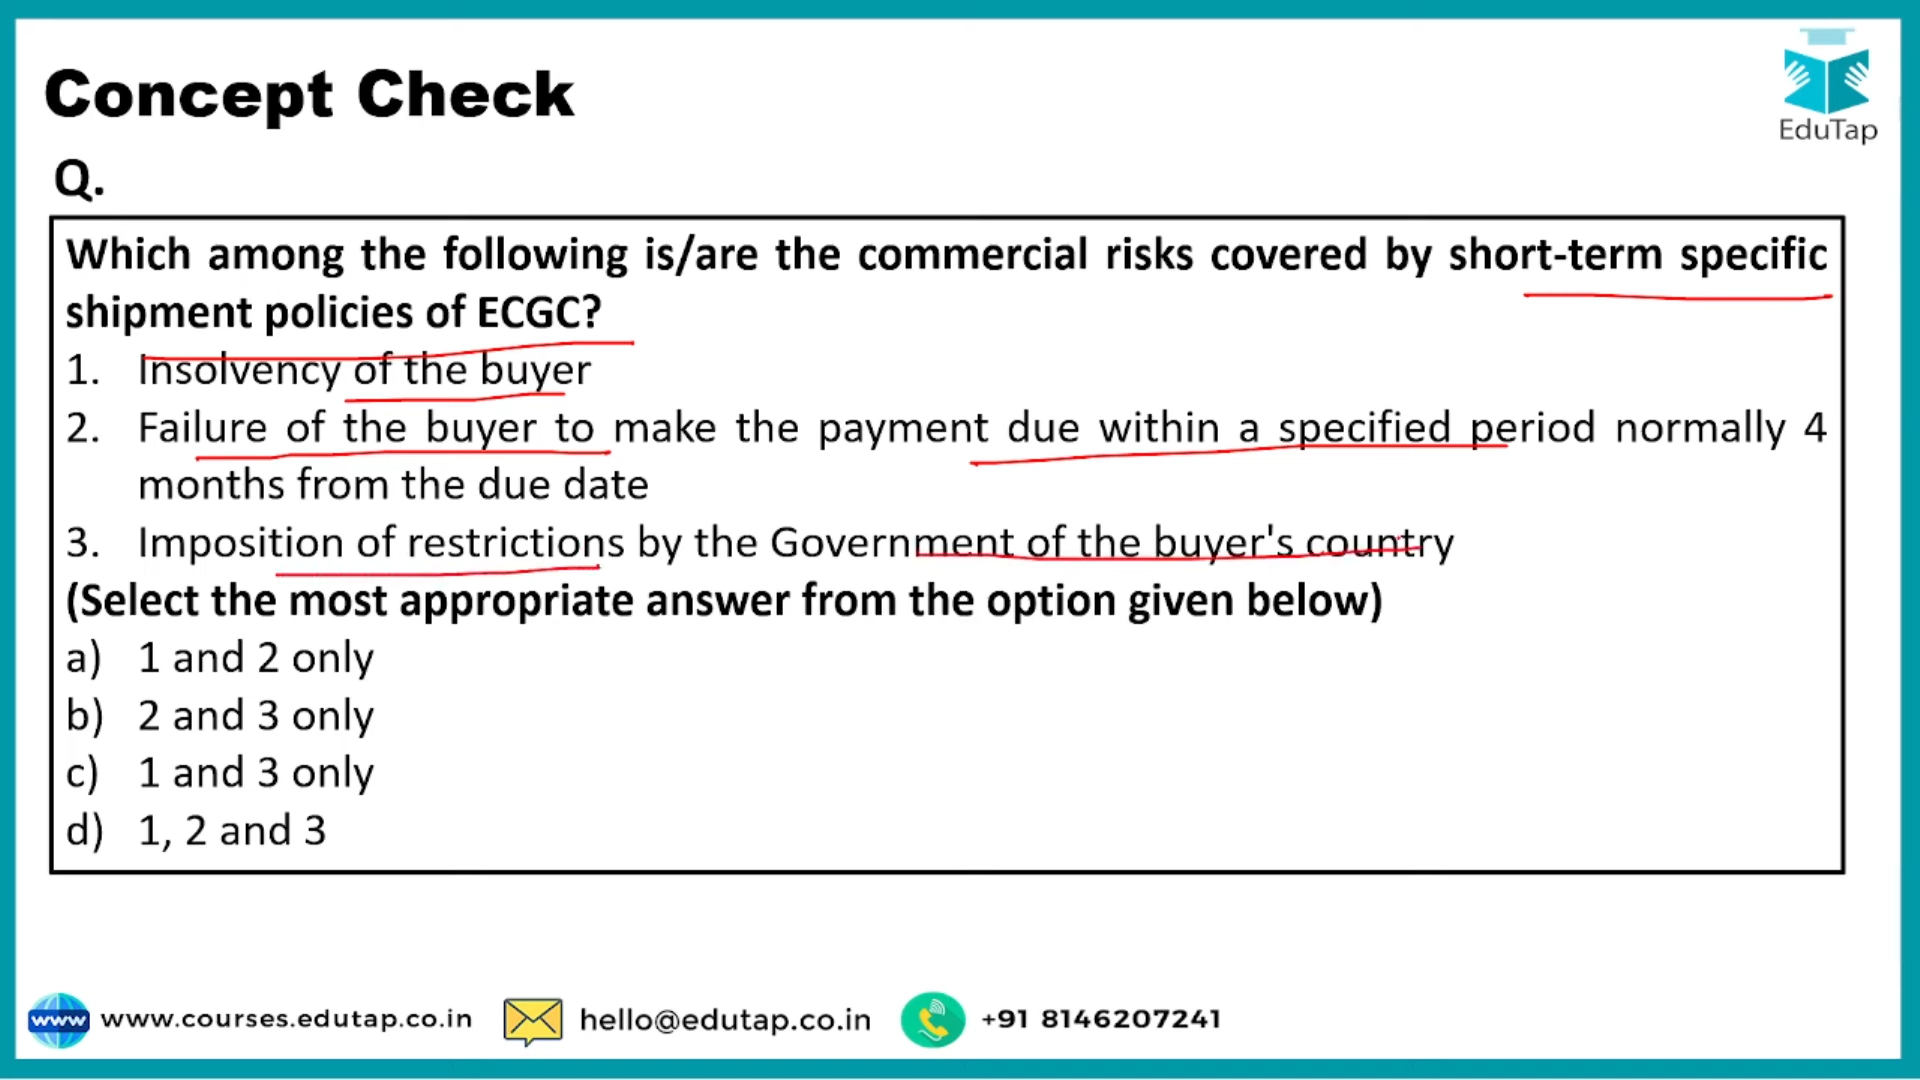 Concept Check
EduTap
Q.
Which among the following is/are the commercial risks covered by short-term specific
shipment policies of ECGC?
1. Insolvency of the buyer
2. Failure of the buyer to make the payment due within a specified period normally 4
months from the due date
3. Imposition of restrictions by the Government of the buyer's country
(Select the most appropriate answer from the option given below)
a) 1 and 2 only
b) 2 and 3 only
c) 1 and 3 only
d) 1, 2 and 3
www www.courses.edutap.co.in hello@edutap.co.in +91 8146207241